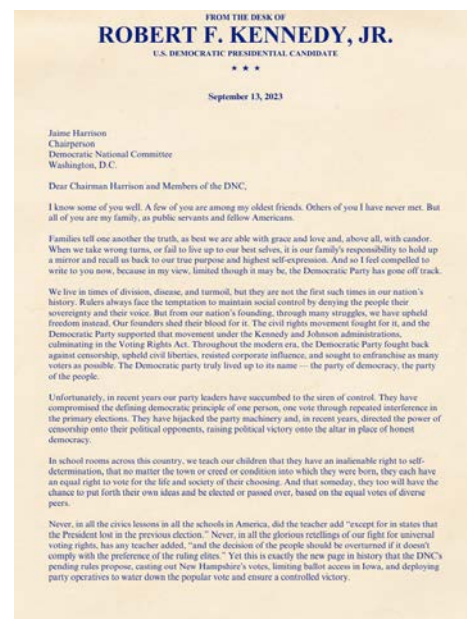 FROM THE DESK OF
ROBERT F. KENNEDY, JR.
U.S. DEMOCRATIC PRESIDENTIAL CANDIDATE
★ ★ ★
September 13, 2023
Jaime Harrison
Chairperson
Democratic National Committee
Washington, D.C.
Dear Chairman Harrison and Members of the DNC,
I know some of you well. A few of you are among my oldest friends. Others of you I have never met. But
all of you are my family, as public servants and fellow Americans.
Families tell one another the truth, as best we are able with grace and love and, above all, with candor.
When we take wrong turns, or fail to live up to our best selves, it is our family's responsibility to hold up
a mirror and recall us back to our true purpose and highest self-expression. And so I feel compelled to
write to you now, because in my view, limited though it may be, the Democratic Party has gone off track.
We live in times of division, disease, and turmoil, but they are not the first such times in our nation's
history. Rulers always face the temptation to maintain social control by denying the people their
sovereignty and their voice. But from our nation's founding, through many struggles, we have upheld
freedom instead. Our founders shed their blood for it. The civil rights movement fought for it, and the
Democratic Party supported that movement under the Kennedy and Johnson administrations,
culminating in the Voting Rights Act. Throughout the modern era, the Democratic Party fought back
against censorship, upheld civil liberties, resisted corporate influence, and sought to enfranchise as many
voters as possible. The Democratic party truly lived up to its name — the party of democracy, the party
of the people.
Unfortunately, in recent years our party leaders have succumbed to the siren of control. They have
compromised the defining democratic principle of one person, one vote through repeated interference in
the primary elections. They have hijacked the party machinery and, in recent years, directed the power of
censorship onto their political opponents, raising political victory onto the altar in place of honest
democracy.
In school rooms across this country, we teach our children that they have an inalienable right to self-
determination, that no matter the town or creed or condition into which they were born, they each have
an equal right to vote for the life and society of their choosing. And that someday, they too will have the
chance to put forth their own ideas and be elected or passed over, based on the equal votes of diverse
peers.
Never, in all the civics lessons in all the schools in America, did the teacher add "except for in states that
the President lost in the previous election." Never, in all the glorious retellings of our fight for universal
voting rights, has any teacher added, "and the decision of the people should be overturned if it doesn't
comply with the preference of the ruling elites." Yet this is exactly the new page in history that the DNC's
pending rules propose, casting out New Hampshire's votes, limiting ballot access in Iowa, and deploying
party operatives to water down the popular vote and ensure a controlled victory.